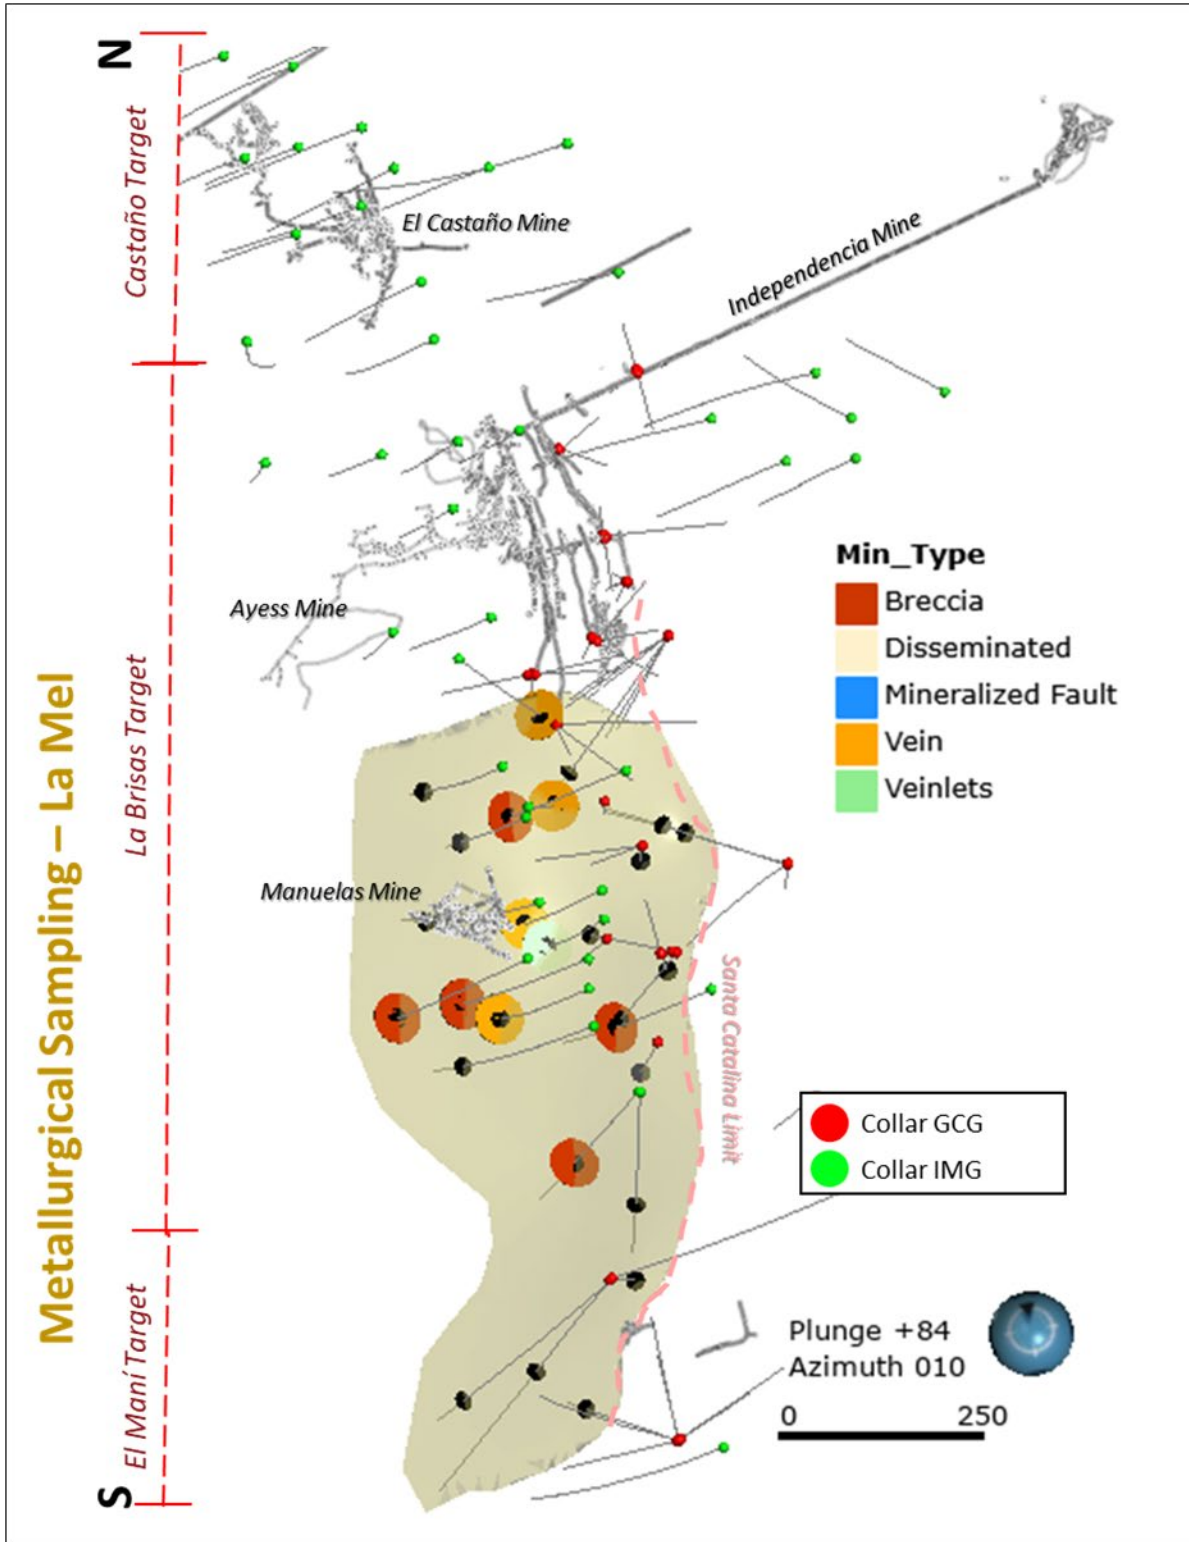 Metallurgical Sampling – La Mel
N
Castaño Target
La Brisas Target
El Maní Target
S
El Castaño Mine
Independencia Mine
Ayess Mine
Manuelas Mine
Santa Catalina Limit
Min_Type
Breccia
Disseminated
Mineralized Fault
Vein
Veinlets
Collar GCG
Collar IMG
Plunge +84
Azimuth 010
0 250